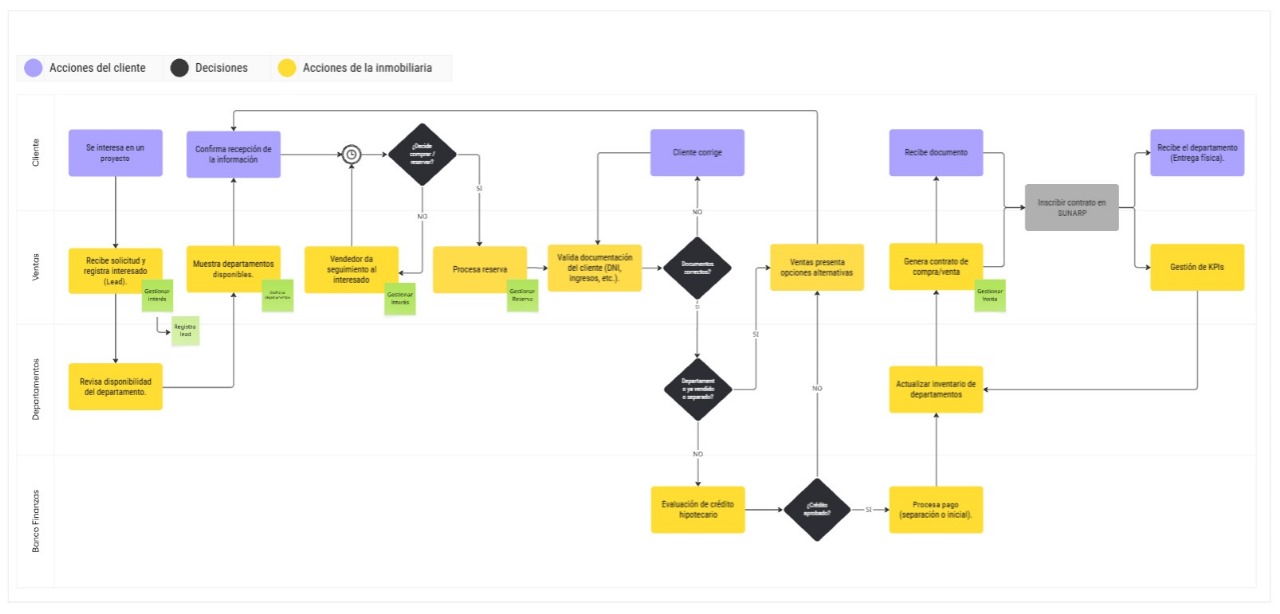 Acciones del cliente
Decisiones
Acciones de la inmobiliaria
Cliente
Se interesa en un
proyecto
Confirma recepción de
la información
¿Decide
comprar /
reservar?
SI
NO
Cliente corrige
NO
Recibe documento
Inscribir contrato en
SUNARP
Recibe el departamento
(Entrega física).
Ventas
Recibe solicitud y
registra interesado
(Lead).
Gestionar
interés
Registra
lead
Muestra departamentos
disponibles.
departamentos
Vendedor da
seguimiento al
interesado
Gestionar
Interés
Procesa reserva
Gestionar
Reserva
Valida documentación
del cliente (DNI,
ingresos, etc.).
Documentos
correctos?
SI
Ventas presenta
opciones alternativas
Genera contrato de
compra/venta
Gestionar
Venta
Gestión de KPIs
Departamentos
Revisa disponibilidad
del departamento.
Departament
o ya vendido
o separado?
SI
NO
NO
Actualizar inventario de
departamentos
Banco Finanzas
Evaluación de crédito
hipotecario
¿Crédito
aprobado?
SI
Procesa pago
(separación o inicial).